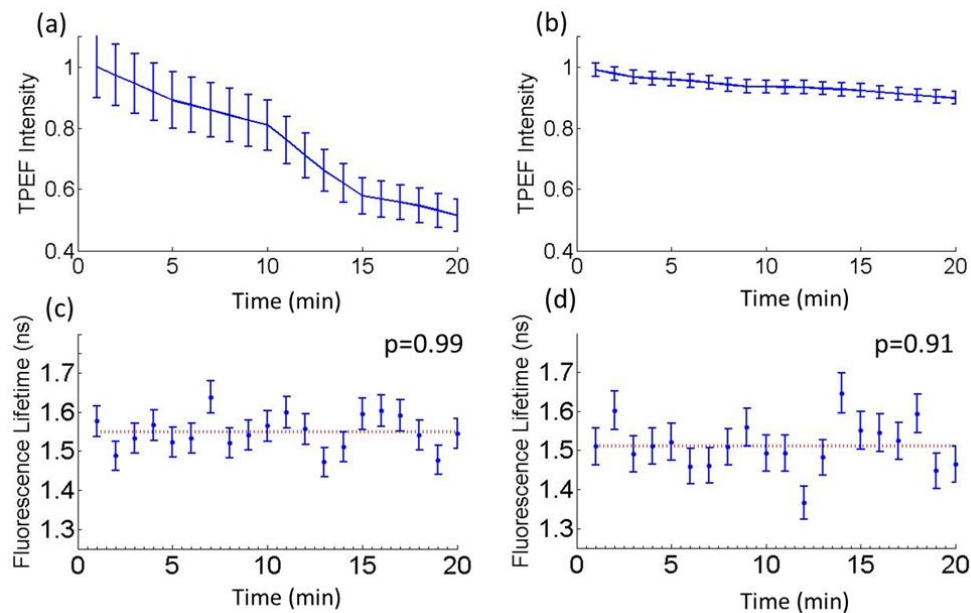 (a)
TPEF Intensity
1
0.8
0.6
0.4
0 5 10 15 20
Time (min)
(b)
TPEF Intensity
1
0.8
0.6
0.4
0 5 10 15 20
Time (min)
(c)
p=0.99
Fluorescence Lifetime (ns)
1.7
1.6
1.5
1.4
1.3
0 5 10 15 20
Time (min)
(d)
p=0.91
Fluorescence Lifetime (ns)
1.7
1.6
1.5
1.4
1.3
0 5 10 15 20
Time (min)